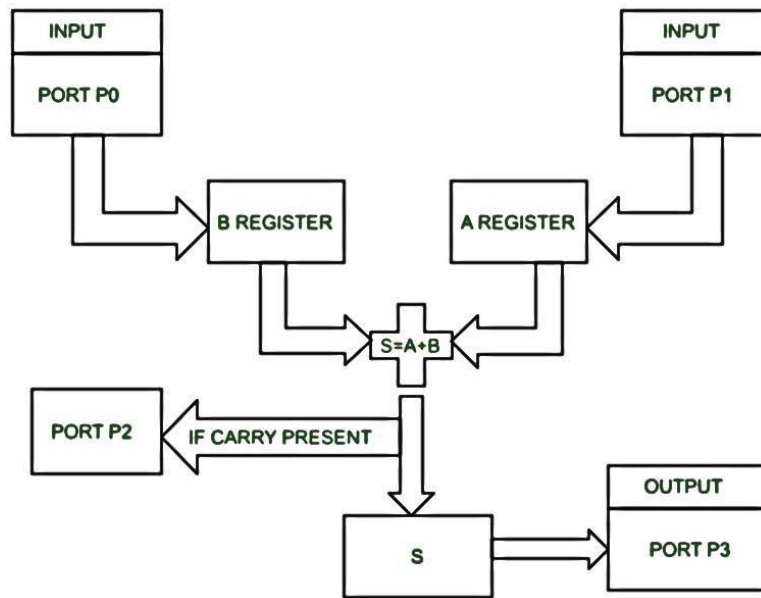 INPUT
INPUT
PORT P0
PORT P1
B REGISTER
A REGISTER
S=A+B
PORT P2
IF CARRY PRESENT
OUTPUT
S
PORT P3